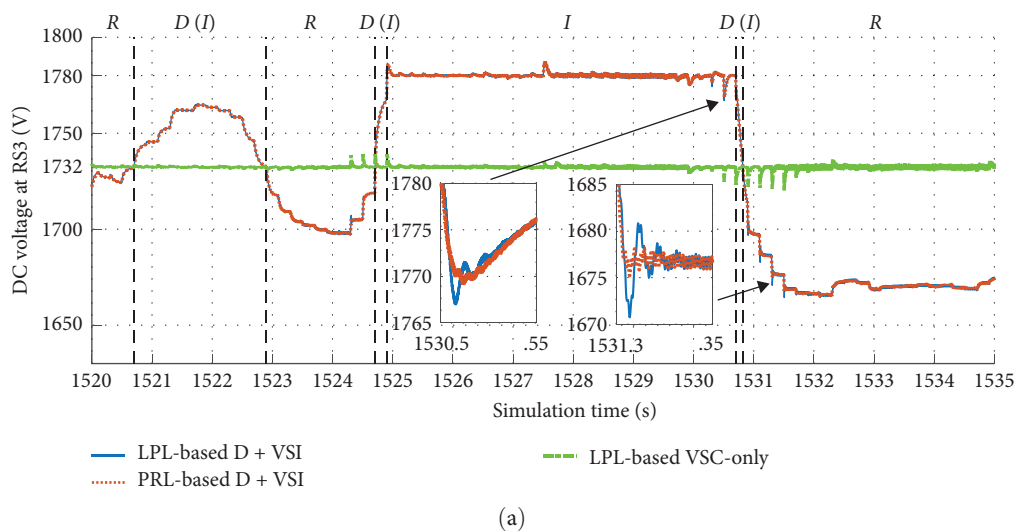 R D (I) R D (I) I D (I) R
DC voltage at RS3 (V)
1800
1780
1750
1732
1700
1650
1780
1775
1770
1765
1530.5 .55
1685
1680
1675
1670
1531.3 .35
1520 1521 1522 1523 1524 1525 1526 1527 1528 1529 1530 1531 1532 1533 1534 1535
Simulation time (s)
LPL-based D + VSI
PRL-based D + VSI
LPL-based VSC-only
(a)